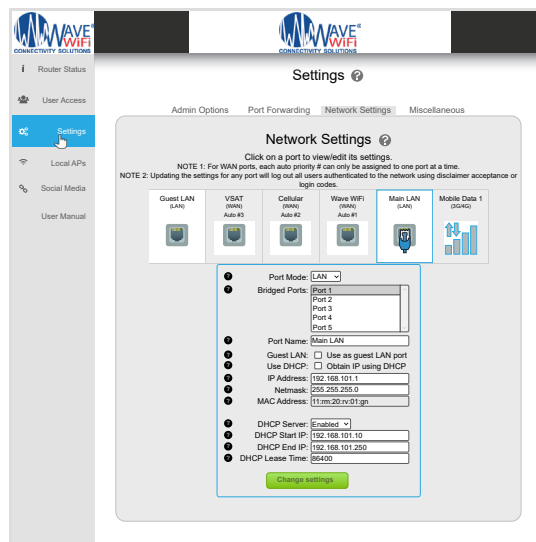 WAVE®
WiFi
CONNECTIVITY SOLUTIONS
WAVE®
WiFi
CONNECTIVITY SOLUTIONS
i Router Status
User Access
Settings
Local APs
Social Media
User Manual
Settings ?
Admin Options Port Forwarding Network Settings Miscellaneous
Network Settings ?
Click on a port to view/edit its settings.
NOTE 1: For WAN ports, each auto priority # can only be assigned to one port at a time.
NOTE 2: Updating the settings for any port will log out all users authenticated to the network using disclaimer acceptance or
login codes.
Guest LAN VSAT Cellular Wave WiFi Main LAN Mobile Data 1
(LAN) (WAN) (WAN) (WAN) (LAN) (3G/4G)
Auto #3 Auto #2 Auto #1
? Port Mode: LAN
? Bridged Ports: Port 1
Port 2
Port 3
Port 4
Port 5
? Port Name: Main LAN
? Guest LAN: Use as guest LAN port
? Use DHCP: Obtain IP using DHCP
? IP Address: 192.168.101.1
? Netmask: 255.255.255.0
? MAC Address: 11:rm:20:rv:01:gn
? DHCP Server: Enabled
? DHCP Start IP: 192.168.101.10
? DHCP End IP: 192.168.101.250
? DHCP Lease Time: 86400
Change settings